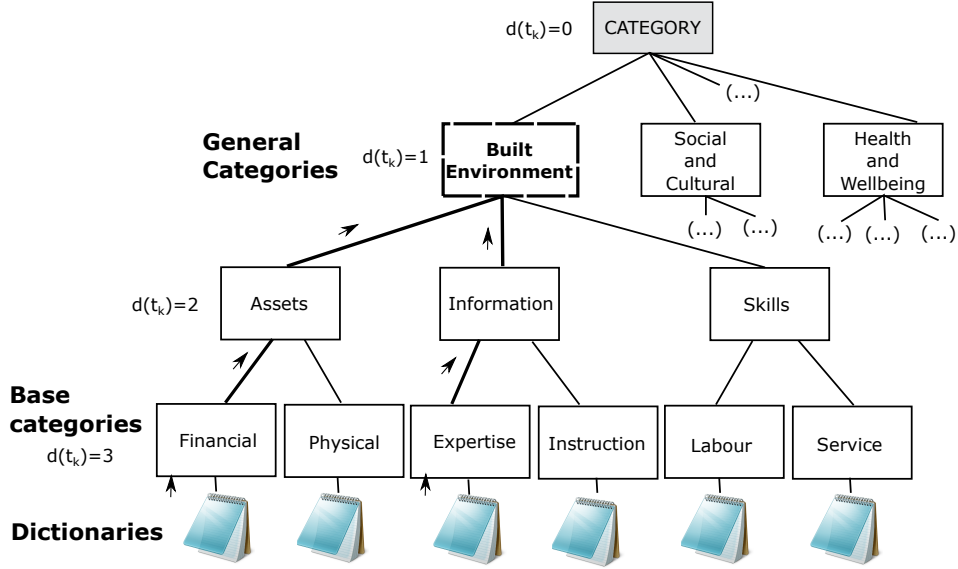 d(tₖ)=0
CATEGORY
(...)
General
Categories
d(tₖ)=1
Built
Environment
Social
and
Cultural
Health
and
Wellbeing
(...)
(...)
(...)
(...)
(...)
d(tₖ)=2
Assets
Information
Skills
Base
categories
d(tₖ)=3
Financial
Physical
Expertise
Instruction
Labour
Service
Dictionaries